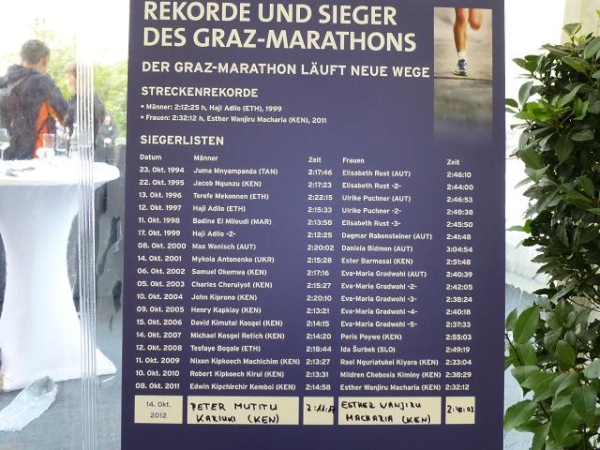 REKORDE UND SIEGER
DES GRAZ-MARATHONS
DER GRAZ-MARATHON LÄUFT NEUE WEGE
STRECKENREKORDE
• Männer: 2:12:25 h, Haji Adilo (ETH), 1999
• Frauen: 2:32:12 h, Esther Wanjiru Macharia (KEN), 2011
SIEGERLISTEN
Datum Männer Zeit Frauen Zeit
23. Okt. 1994 Juma Mnyampanda (TAN) 2:17:46 Elisabeth Rust (AUT) 2:46:10
22. Okt. 1995 Jacob Ngunzu (KEN) 2:17:23 Elisabeth Rust -2- 2:44:00
13. Okt. 1996 Terefe Mekonnen (ETH) 2:22:15 Ulrike Puchner (AUT) 2:46:53
12. Okt. 1997 Haji Adilo (ETH) 2:15:33 Ulrike Puchner -2- 2:48:38
11. Okt. 1998 Badine El Miloudi (MAR) 2:13:58 Elisabeth Rust -3- 2:45:50
17. Okt. 1999 Haji Adilo -2- 2:12:25 Dagmar Rabensteiner (AUT) 2:41:48
08. Okt. 2000 Max Wenisch (AUT) 2:20:02 Daniela Bidmon (AUT) 3:04:54
14. Okt. 2001 Mykola Antonenko (UKR) 2:15:28 Ester Barmasai (KEN) 2:51:48
06. Okt. 2002 Samuel Okemwa (KEN) 2:17:16 Eva-Maria Gradwohl (AUT) 2:40:39
05. Okt. 2003 Charles Cheruiyot (KEN) 2:15:27 Eva-Maria Gradwohl -2- 2:42:05
10. Okt. 2004 John Kiprono (KEN) 2:20:10 Eva-Maria Gradwohl -3- 2:38:24
09. Okt. 2005 Henry Kapkiay (KEN) 2:13:21 Eva-Maria Gradwohl -4- 2:40:18
15. Okt. 2006 David Kimutai Kosgei (KEN) 2:14:15 Eva-Maria Gradwohl -5- 2:37:33
14. Okt. 2007 Michael Kosgei Rotich (KEN) 2:14:20 Peris Poywo (KEN) 2:55:03
12. Okt. 2008 Tesfaye Bogale (ETH) 2:18:44 Ida Šurbek (SLO) 2:49:19
11. Okt. 2009 Nixon Kipkoech Machichim (KEN) 2:13:27 Rael Nguriatukei Kiyara (KEN) 2:33:04
10. Okt. 2010 Robert Kipkoech Kirui (KEN) 2:13:31 Mildren Chebosis Kiminy (KEN) 2:38:29
08. Okt. 2011 Edwin Kipchirchir Kemboi (KEN) 2:14:58 Esther Wanjiru Macharia (KEN) 2:32:12
14. Okt. PETER MUTITU ESTHER WANJIRU
2012 KARIUKI (KEN) MACHARIA (KEN)